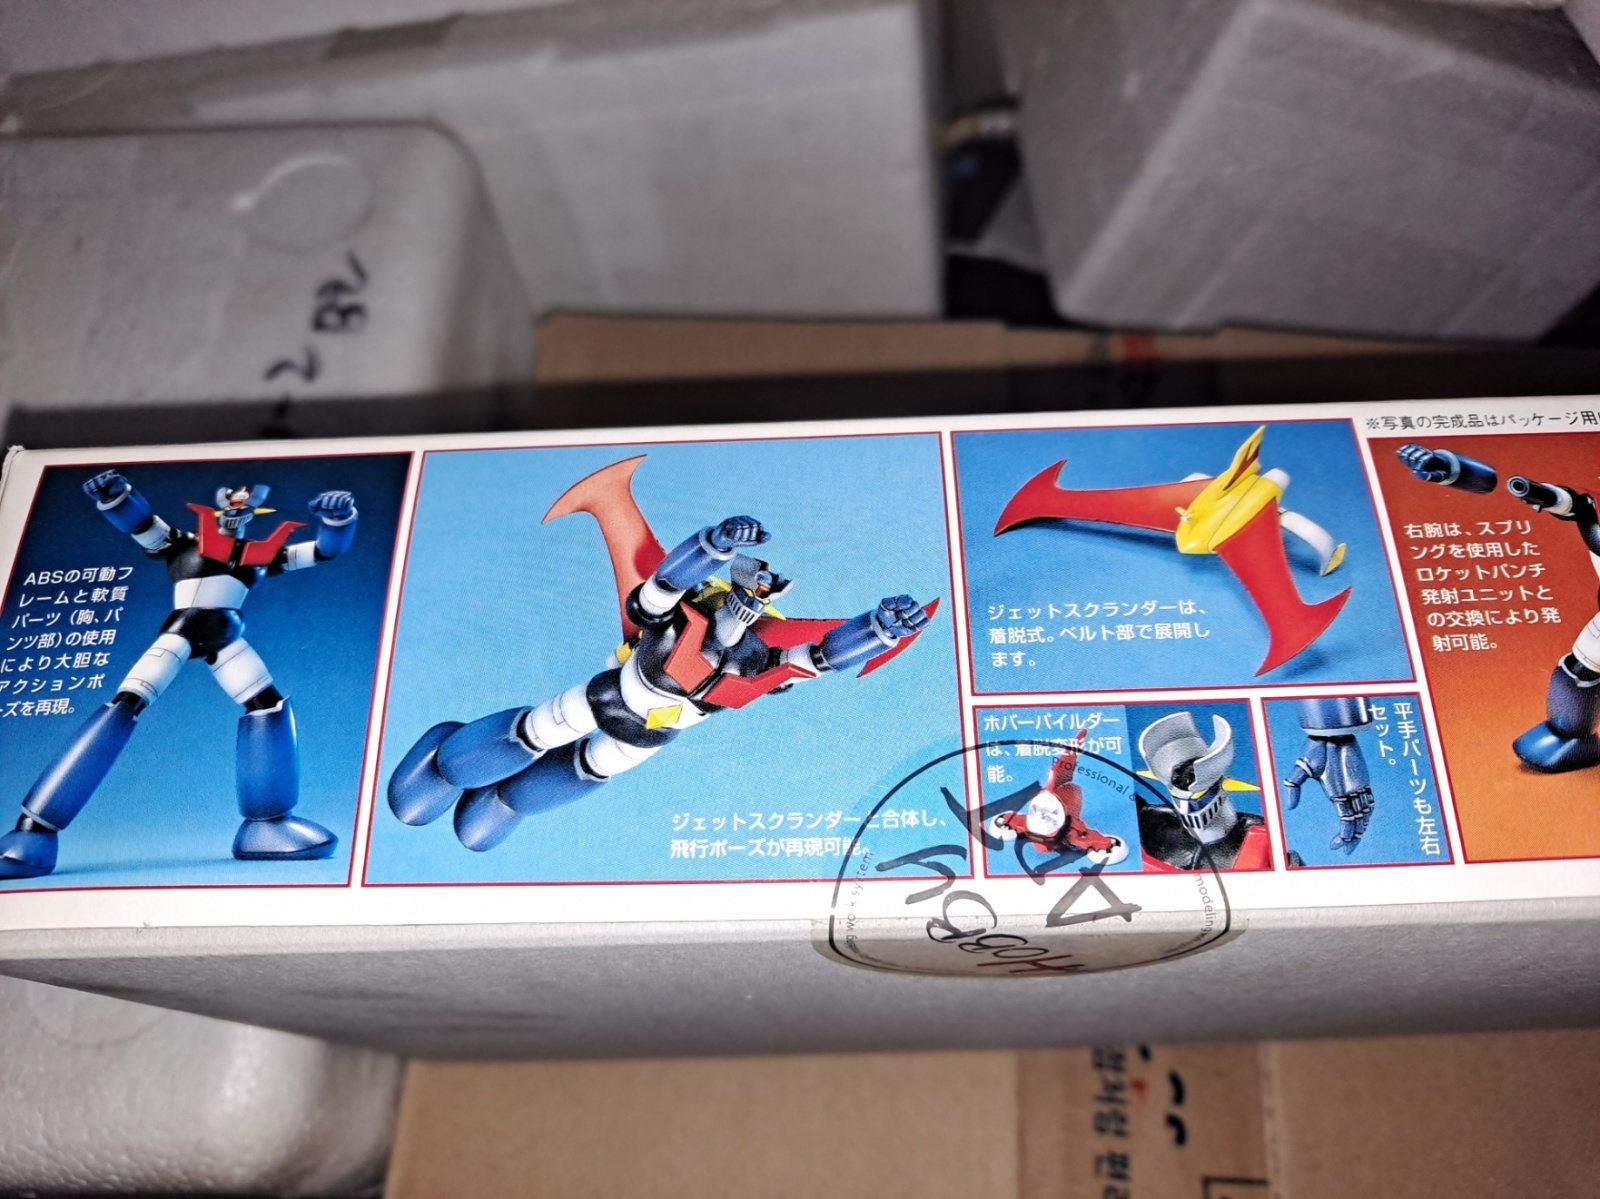 ※写真の完成品はパッケージ用
ABSの可動フ
レームと軟質
パーツ（胸、パ
ンツ部）の使用
により大胆な
アクションポ
ーズを再現。
ジェットスクランダーと合体し、
飛行ポーズが再現可能。
ジェットスクランダーは、
着脱式。ベルト部で展開し
ます。
ホバーパイルダー
は、着脱変形が可
能。
平手パーツも左右
セット。
右腕は、スプリ
ングを使用した
ロケットパンチ
発射ユニットと
の交換により発
射可能。
Professional
modeling
work system
HOBBY